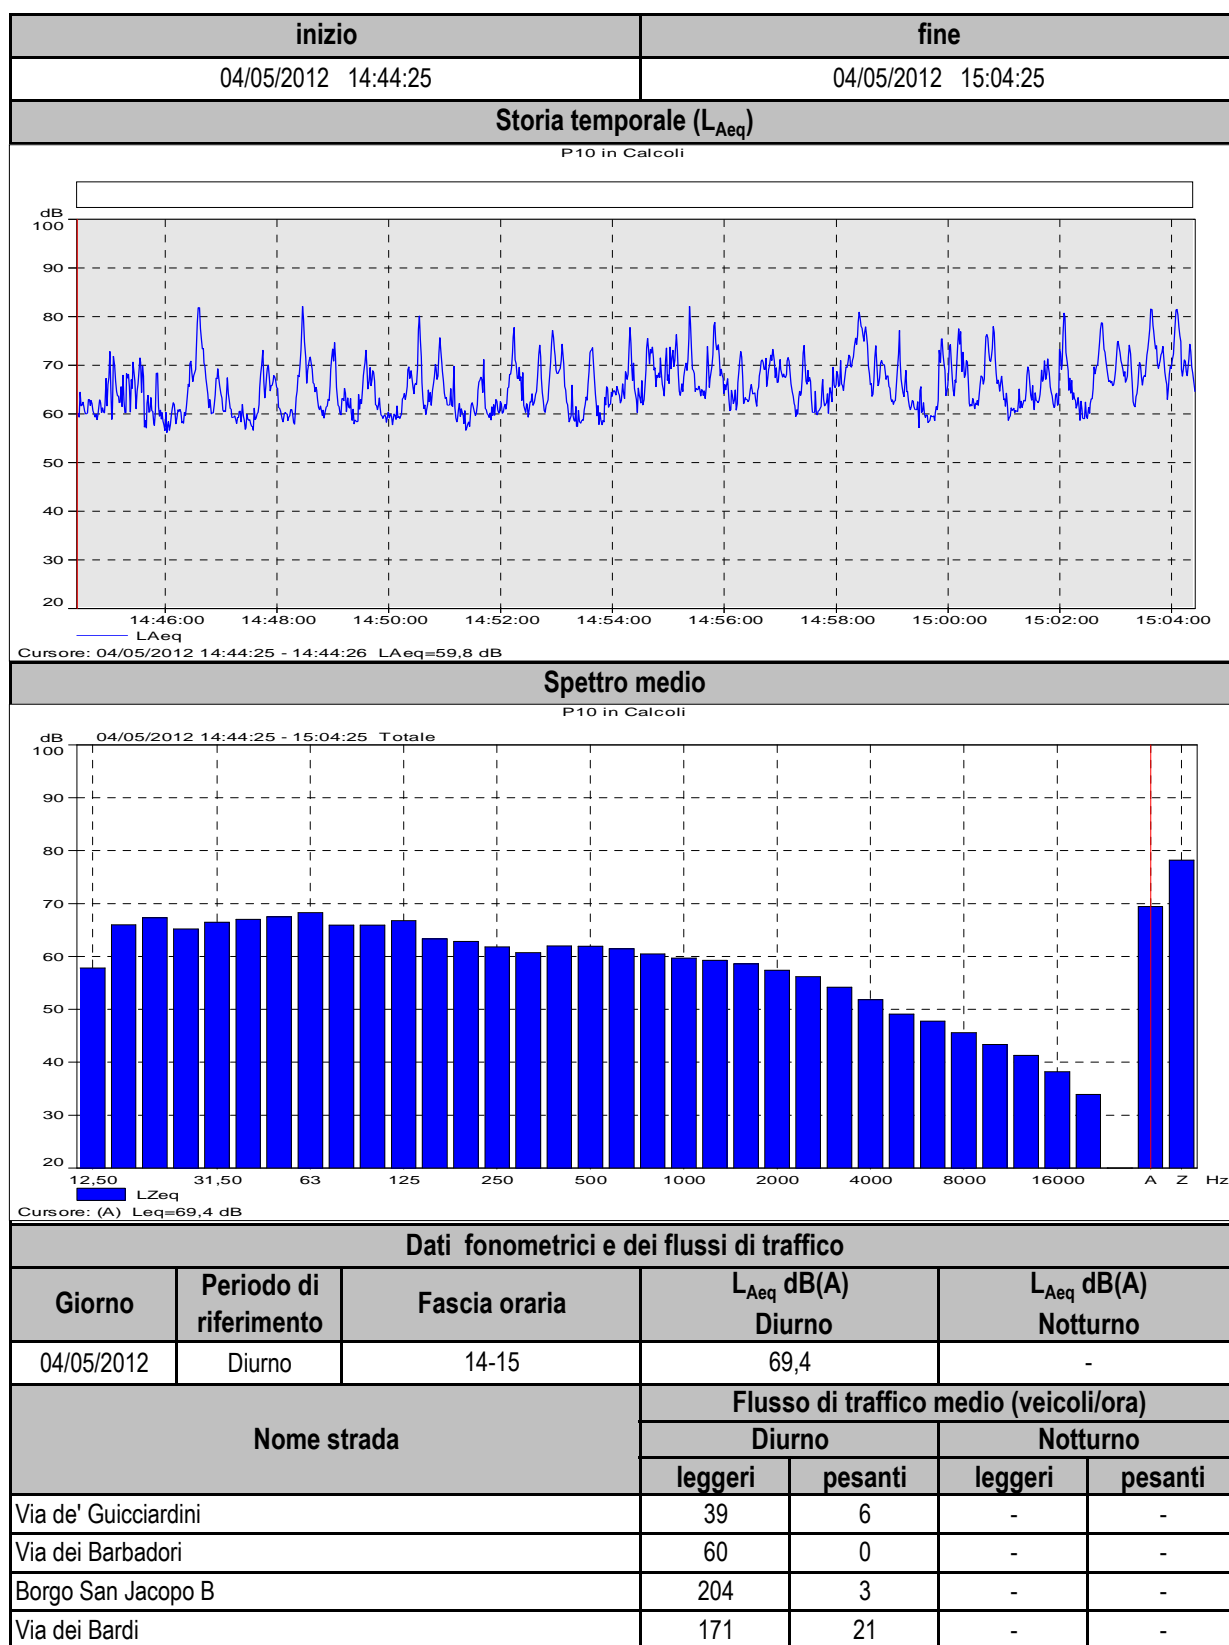 inizio fine
04/05/2012 14:44:25 04/05/2012 15:04:25
Storia temporale (LAeq)
P10 in Calcoli
dB
100
90
80
70
60
50
40
30
20
14:46:00 14:48:00 14:50:00 14:52:00 14:54:00 14:56:00 14:58:00 15:00:00 15:02:00 15:04:00
LAeq
Cursore: 04/05/2012 14:44:25 - 14:44:26 LAeq=59,8 dB
Spettro medio
P10 in Calcoli
dB 04/05/2012 14:44:25 - 15:04:25 Totale
100
90
80
70
60
50
40
30
20
12,50 31,50 63 125 250 500 1000 2000 4000 8000 16000 A Z Hz
LZeq
Cursore: (A) Leq=69,4 dB
Dati fonometrici e dei flussi di traffico
Giorno Periodo di riferimento Fascia oraria LAeq dB(A) Diurno LAeq dB(A) Notturno
04/05/2012 Diurno 14-15 69,4 -
Nome strada Flusso di traffico medio (veicoli/ora)
Diurno Notturno
leggeri pesanti leggeri pesanti
Via de' Guicciardini 39 6 - -
Via dei Barbadori 60 0 - -
Borgo San Jacopo B 204 3 - -
Via dei Bardi 171 21 - -